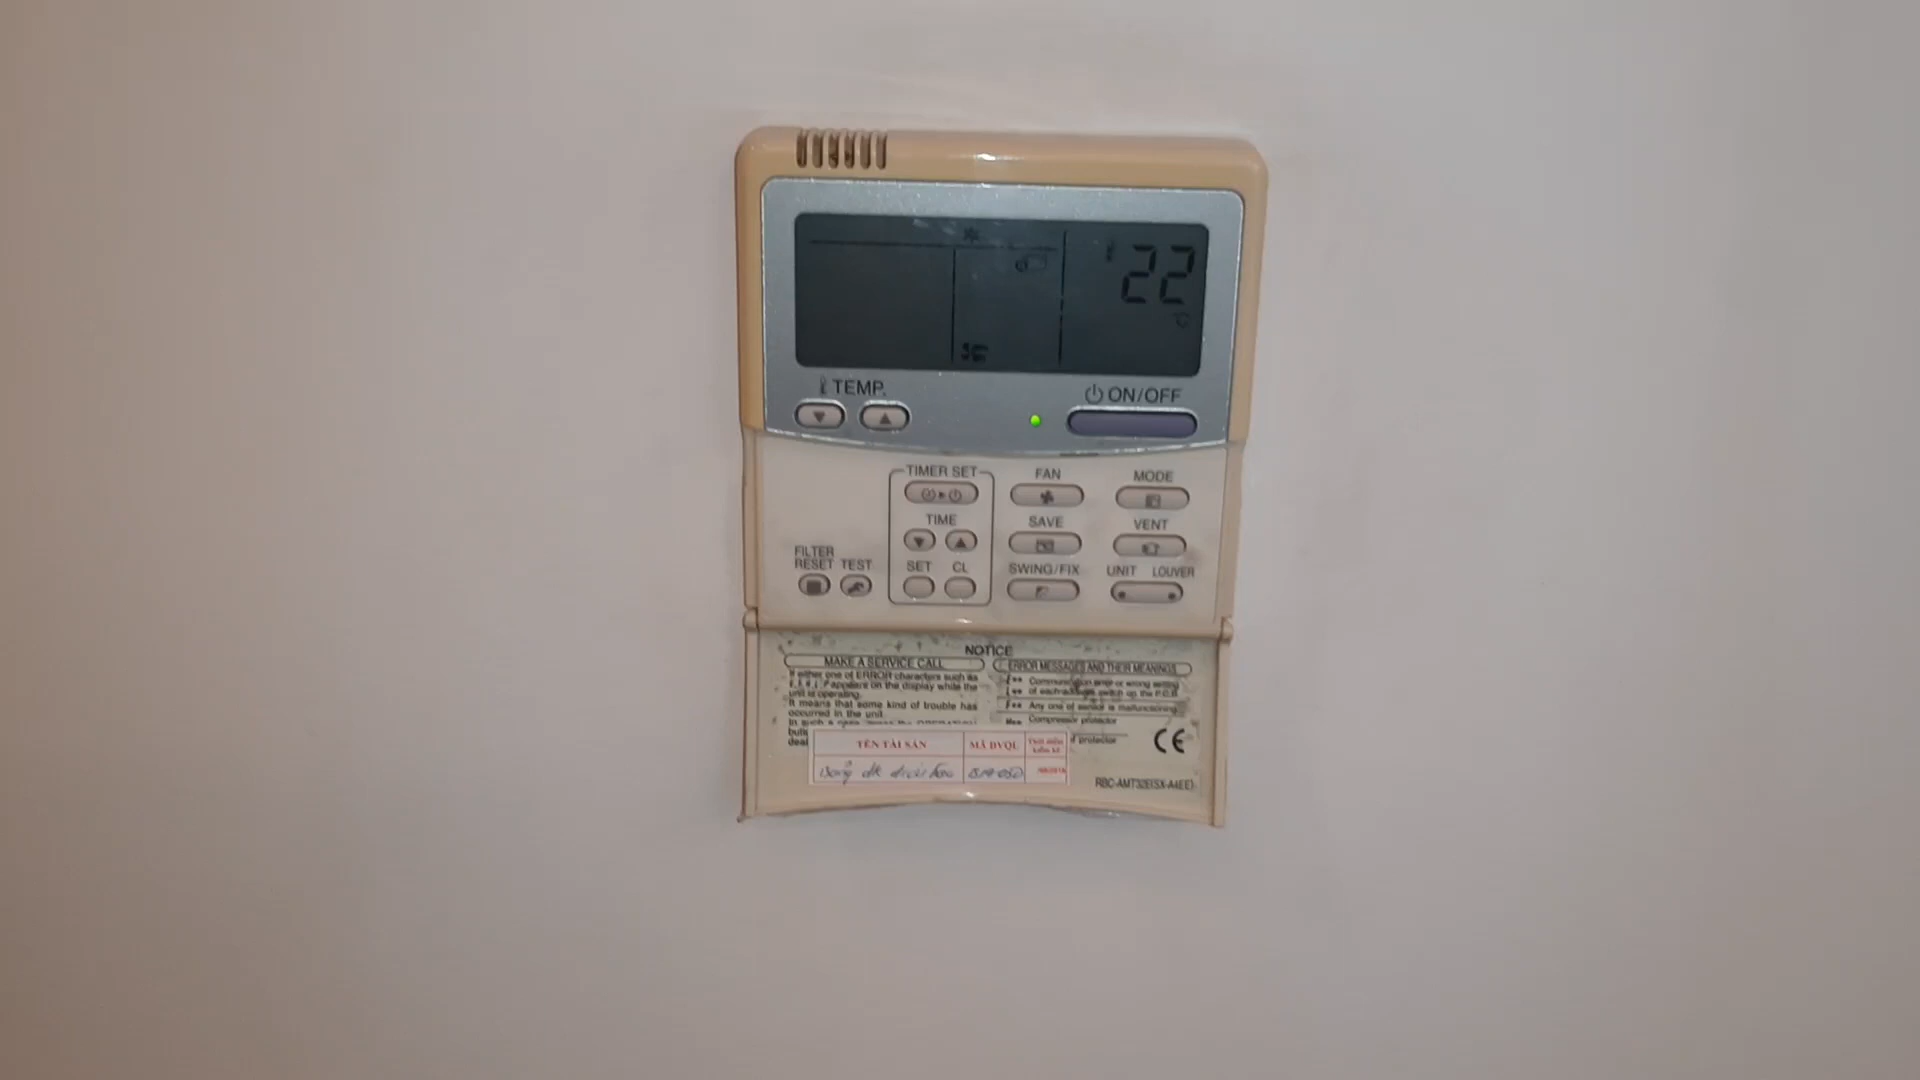 22
°C
TEMP.
ON/OFF
TIMER SET
FAN
MODE
TIME
SAVE
VENT
FILTER
RESET TEST
SET CL
SWING/FIX
UNIT LOUVER
NOTICE
MAKE A SERVICE CALL
If either one of ERROR characters such as
appears on the display while the
unit is operating.
It means that some kind of trouble has
occurred in the unit.
ERROR MESSAGES AND THEIR MEANINGS
Communication error or wrong setting
of each switch on the P.C.B.
Any one of sensor is malfunctioning.
Compressor protector
protector
CE
TÊN TÀI SẢN
MÃ ĐVQL
RBC-AMT32E(SX-A4EE)